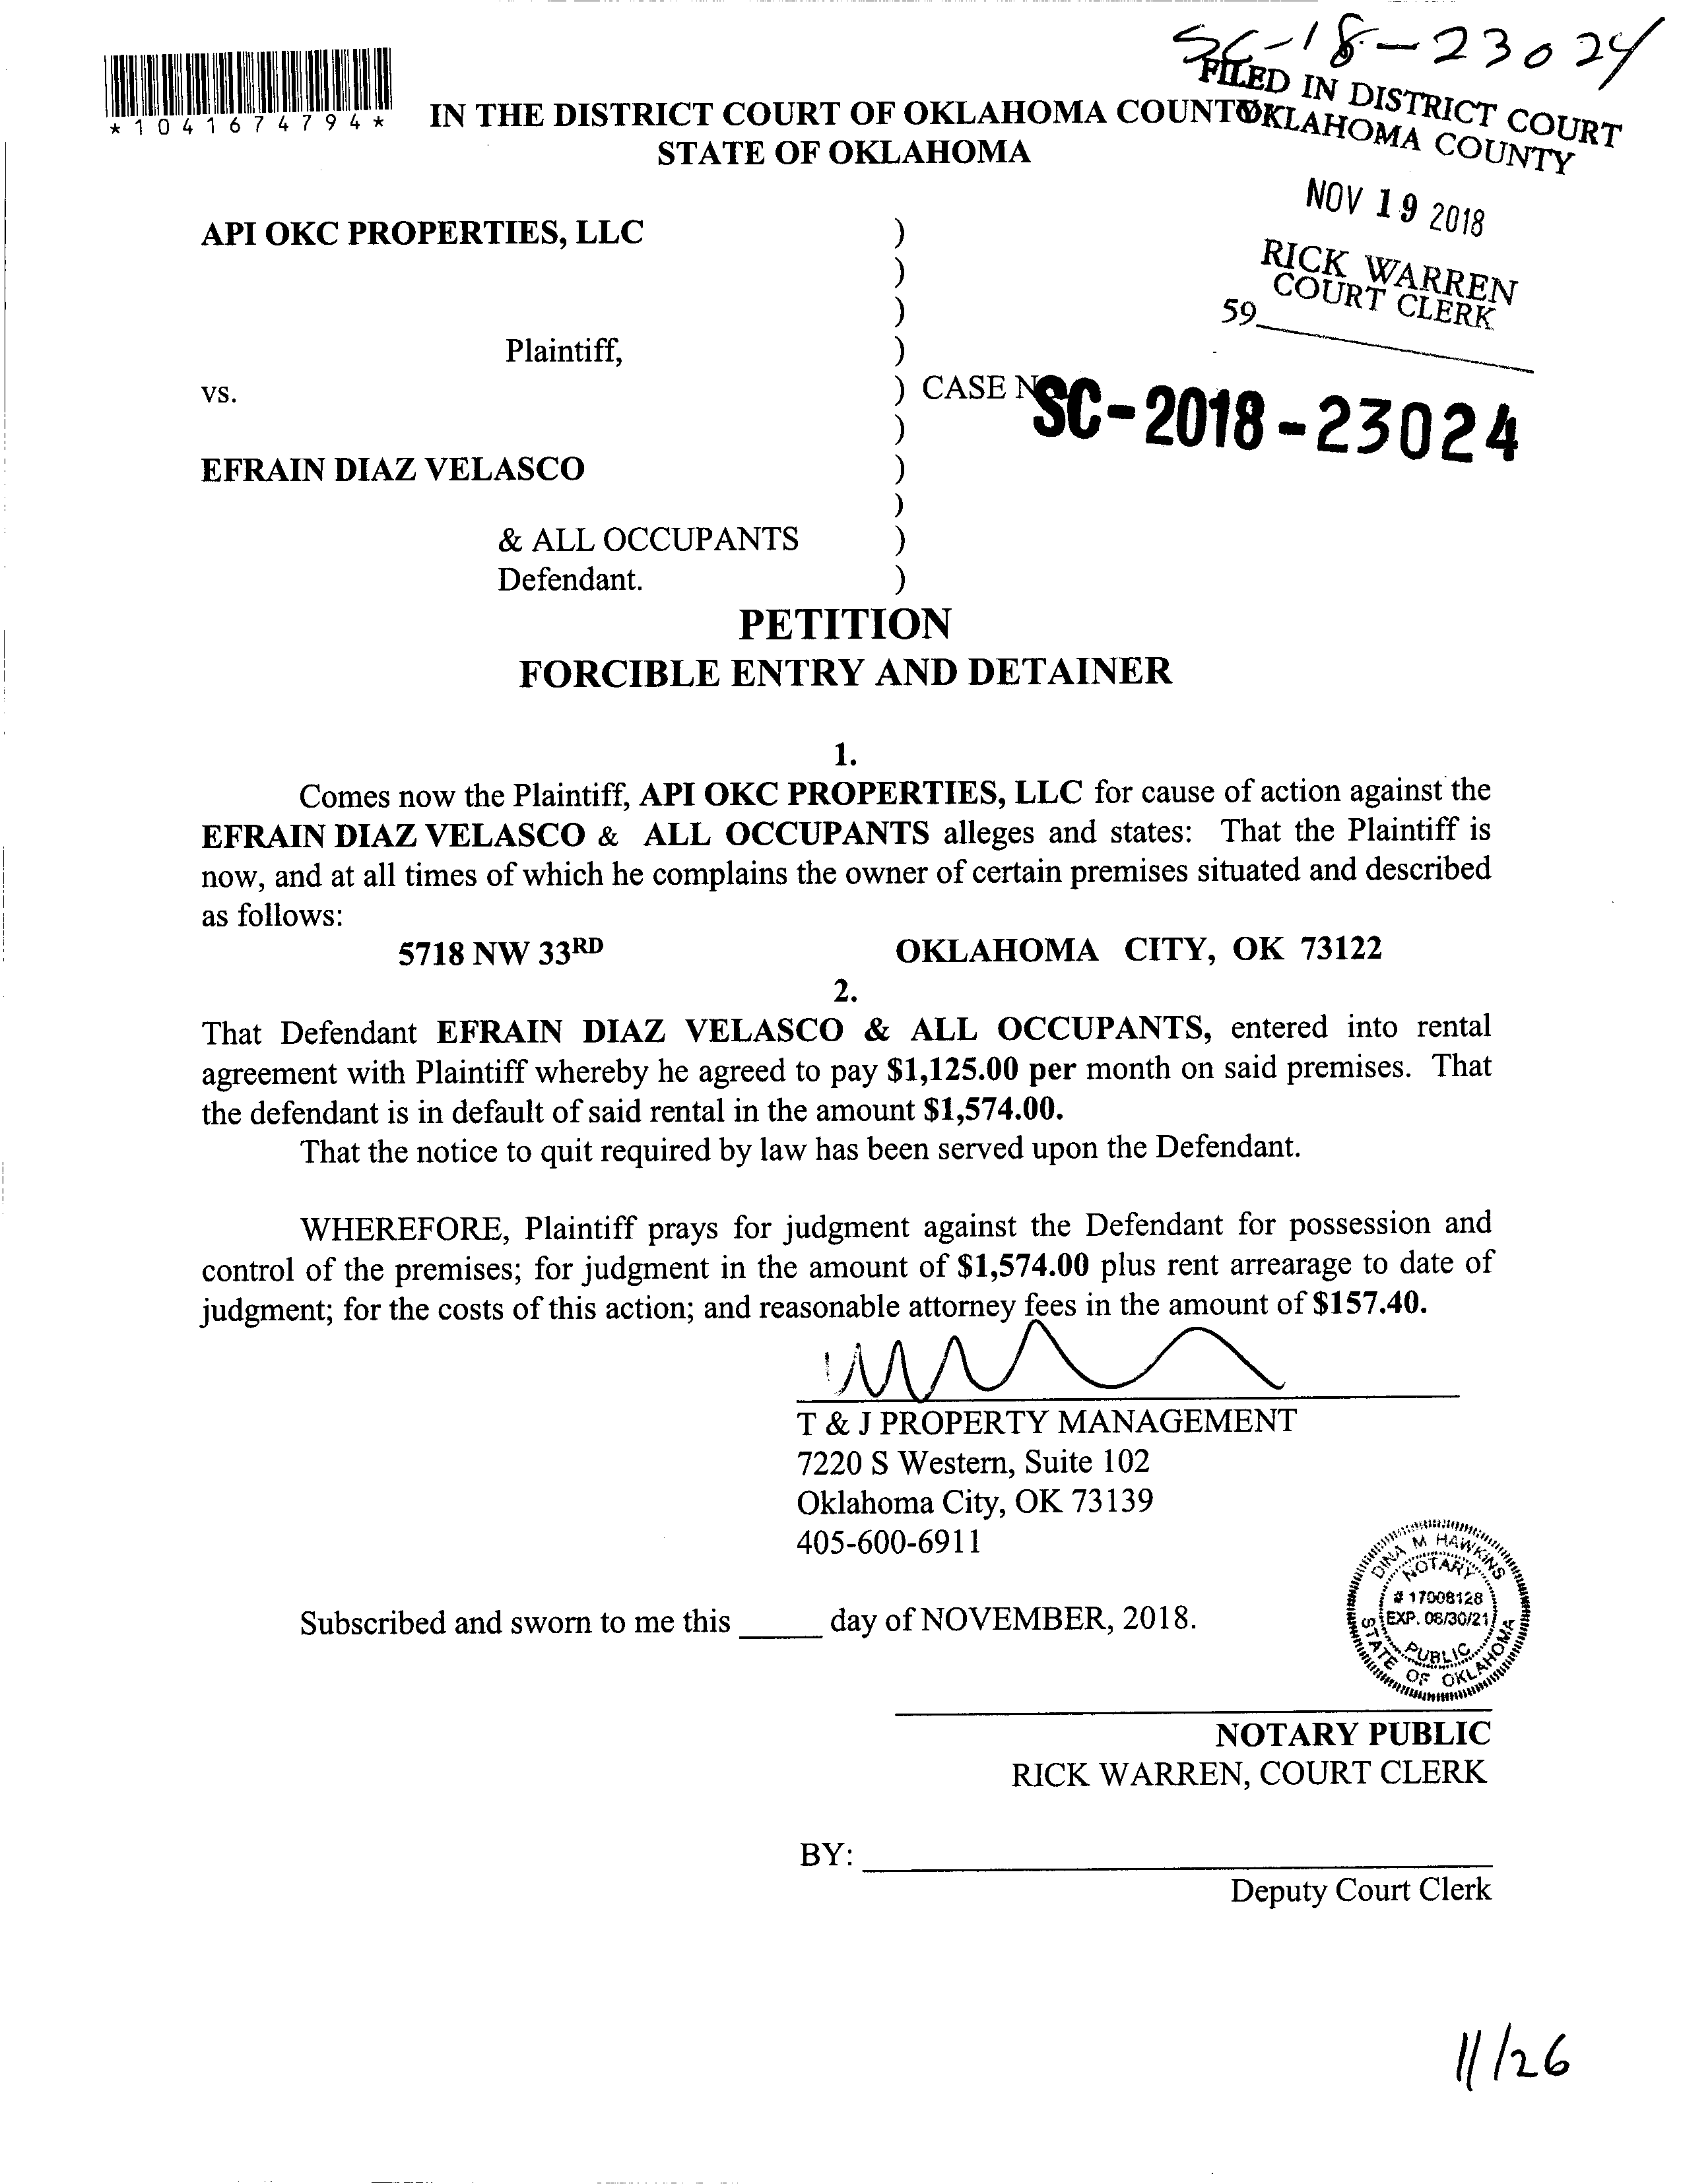 SC-18-23024
*1041674794*
IN THE DISTRICT COURT OF OKLAHOMA COUNTY
STATE OF OKLAHOMA
FILED IN DISTRICT COURT
OKLAHOMA COUNTY
NOV 19 2018
RICK WARREN
COURT CLERK
59
API OKC PROPERTIES, LLC )
)
)
Plaintiff, )
vs. ) CASE N
SC-2018-23024
)
EFRAIN DIAZ VELASCO )
)
& ALL OCCUPANTS )
Defendant. )
PETITION
FORCIBLE ENTRY AND DETAINER
1.
Comes now the Plaintiff, API OKC PROPERTIES, LLC for cause of action against the
EFRAIN DIAZ VELASCO & ALL OCCUPANTS alleges and states: That the Plaintiff is
now, and at all times of which he complains the owner of certain premises situated and described
as follows:
5718 NW 33RD OKLAHOMA CITY, OK 73122
2.
That Defendant EFRAIN DIAZ VELASCO & ALL OCCUPANTS, entered into rental
agreement with Plaintiff whereby he agreed to pay $1,125.00 per month on said premises. That
the defendant is in default of said rental in the amount $1,574.00.
That the notice to quit required by law has been served upon the Defendant.
WHEREFORE, Plaintiff prays for judgment against the Defendant for possession and
control of the premises; for judgment in the amount of $1,574.00 plus rent arrearage to date of
judgment; for the costs of this action; and reasonable attorney fees in the amount of $157.40.
T & J PROPERTY MANAGEMENT
7220 S Western, Suite 102
Oklahoma City, OK 73139
405-600-6911
DINA M HAWKINS
NOTARY
# 17008128
EXP. 08/30/21
PUBLIC
STATE OF OKLAHOMA
Subscribed and sworn to me this _____ day of NOVEMBER, 2018.
NOTARY PUBLIC
RICK WARREN, COURT CLERK
BY: ____________________
Deputy Court Clerk
11/26